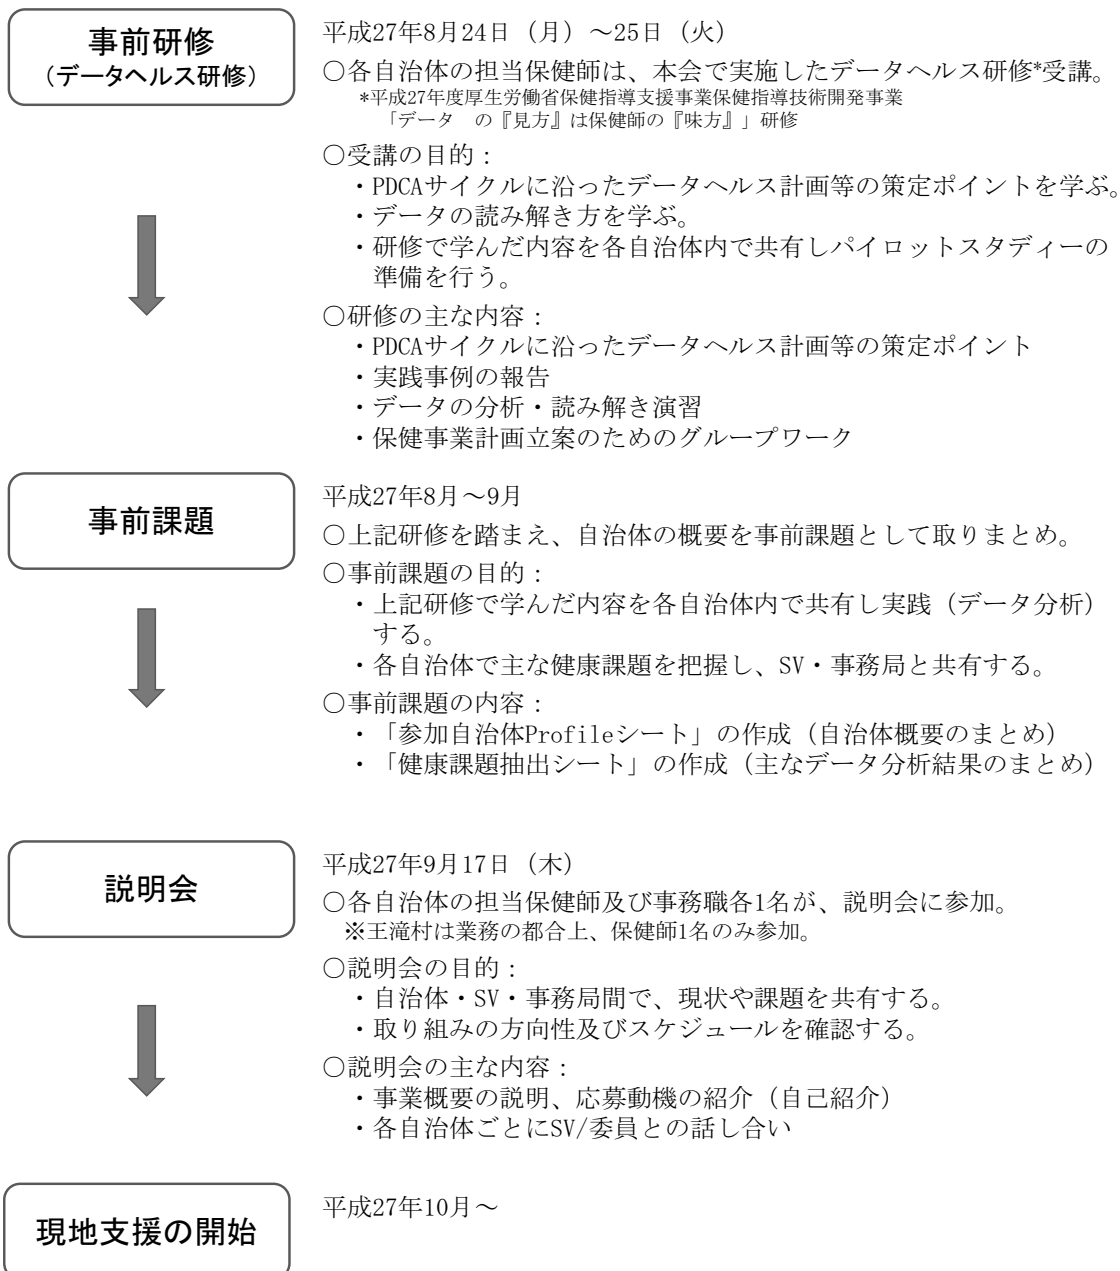 事前研修
（データヘルス研修）
平成27年8月24日（月）～25日（火）
○各自治体の担当保健師は、本会で実施したデータヘルス研修*受講。
*平成27年度厚生労働省保健指導支援事業保健指導技術開発事業
「データ　の『見方』は保健師の『味方』」研修
○受講の目的：
・PDCAサイクルに沿ったデータヘルス計画等の策定ポイントを学ぶ。
・データの読み解き方を学ぶ。
・研修で学んだ内容を各自治体内で共有しパイロットスタディーの
準備を行う。
○研修の主な内容：
・PDCAサイクルに沿ったデータヘルス計画等の策定ポイント
・実践事例の報告
・データの分析・読み解き演習
・保健事業計画立案のためのグループワーク
事前課題
平成27年8月～9月
○上記研修を踏まえ、自治体の概要を事前課題として取りまとめ。
○事前課題の目的：
・上記研修で学んだ内容を各自治体内で共有し実践（データ分析）
する。
・各自治体で主な健康課題を把握し、SV・事務局と共有する。
○事前課題の内容：
・「参加自治体Profileシート」の作成（自治体概要のまとめ）
・「健康課題抽出シート」の作成（主なデータ分析結果のまとめ）
説明会
平成27年9月17日（木）
○各自治体の担当保健師及び事務職各1名が、説明会に参加。
※王滝村は業務の都合上、保健師1名のみ参加。
○説明会の目的：
・自治体・SV・事務局間で、現状や課題を共有する。
・取り組みの方向性及びスケジュールを確認する。
○説明会の主な内容：
・事業概要の説明、応募動機の紹介（自己紹介）
・各自治体ごとにSV/委員との話し合い
現地支援の開始
平成27年10月～